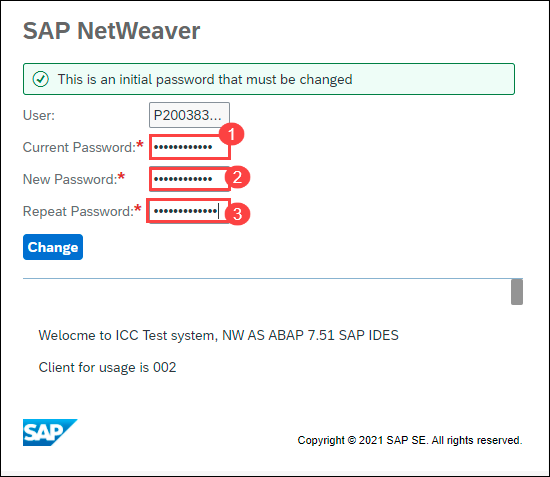 SAP NetWeaver
This is an initial password that must be changed
User: P200383...
Current Password:* •••••••••••• 1
New Password:* •••••••••••• 2
Repeat Password:* ••••••••••••• 3
Change
Welocme to ICC Test system, NW AS ABAP 7.51 SAP IDES
Client for usage is 002
SAP
Copyright © 2021 SAP SE. All rights reserved.